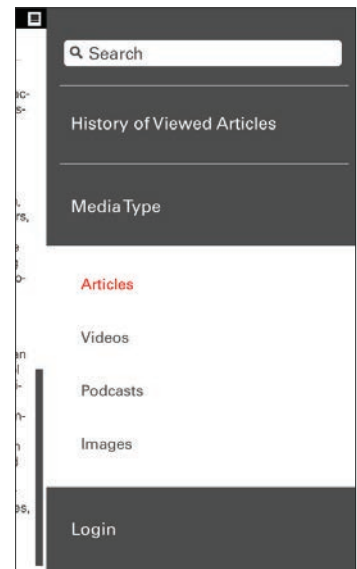 Search
History of Viewed Articles
Media Type
Articles
Videos
Podcasts
Images
Login